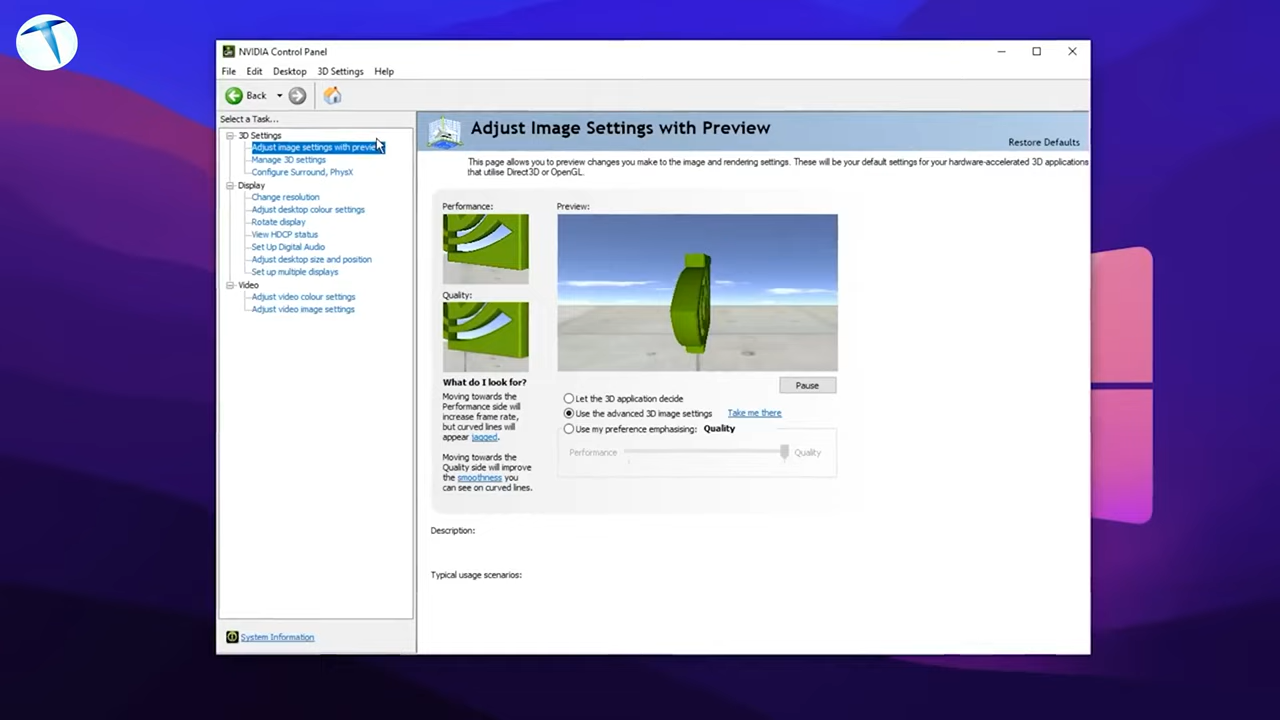 NVIDIA Control Panel
File Edit Desktop 3D Settings Help
Back
Select a Task...
3D Settings
Adjust image settings with preview
Manage 3D settings
Configure Surround, PhysX
Display
Change resolution
Adjust desktop colour settings
Rotate display
View HDCP status
Set Up Digital Audio
Adjust desktop size and position
Set up multiple displays
Video
Adjust video colour settings
Adjust video image settings
System Information
Adjust Image Settings with Preview
Restore Defaults
This page allows you to preview changes you make to the image and rendering settings. These will be your default settings for your hardware-accelerated 3D applications
that utilise Direct3D or OpenGL.
Performance:
Quality:
What do I look for?
Moving towards the
Performance side will
increase frame rate,
but curved lines will
appear jagged.
Moving towards the
Quality side will improve
the smoothness you
can see on curved lines.
Preview:
Pause
Let the 3D application decide
Use the advanced 3D image settings Take me there
Use my preference emphasising: Quality
Performance Quality
Description:
Typical usage scenarios: